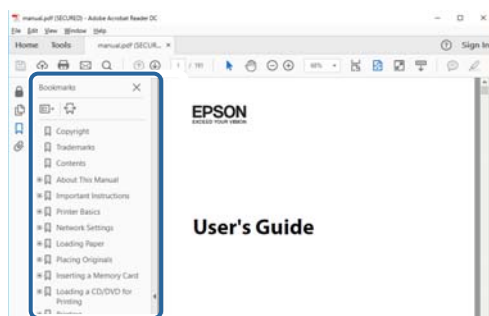 manual.pdf (SECURED) - Adobe Acrobat Reader DC
File Edit View Window Help
Home Tools manual.pdf (SECUR... ×
Sign In
1 / 191
Bookmarks
Copyright
Trademarks
Contents
About This Manual
Important Instructions
Printer Basics
Network Settings
Loading Paper
Placing Originals
Inserting a Memory Card
Loading a CD/DVD for
Printing
EPSON
EXCEED YOUR VISION
User's Guide